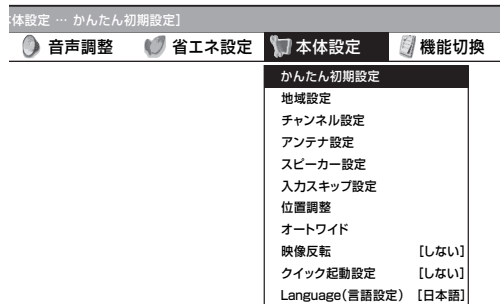 体設定 … かんたん初期設定]
音声調整 省エネ設定 本体設定 機能切換
かんたん初期設定
地域設定
チャンネル設定
アンテナ設定
スピーカー設定
入力スキップ設定
位置調整
オートワイド
映像反転 [しない]
クイック起動設定 [しない]
Language(言語設定) [日本語]